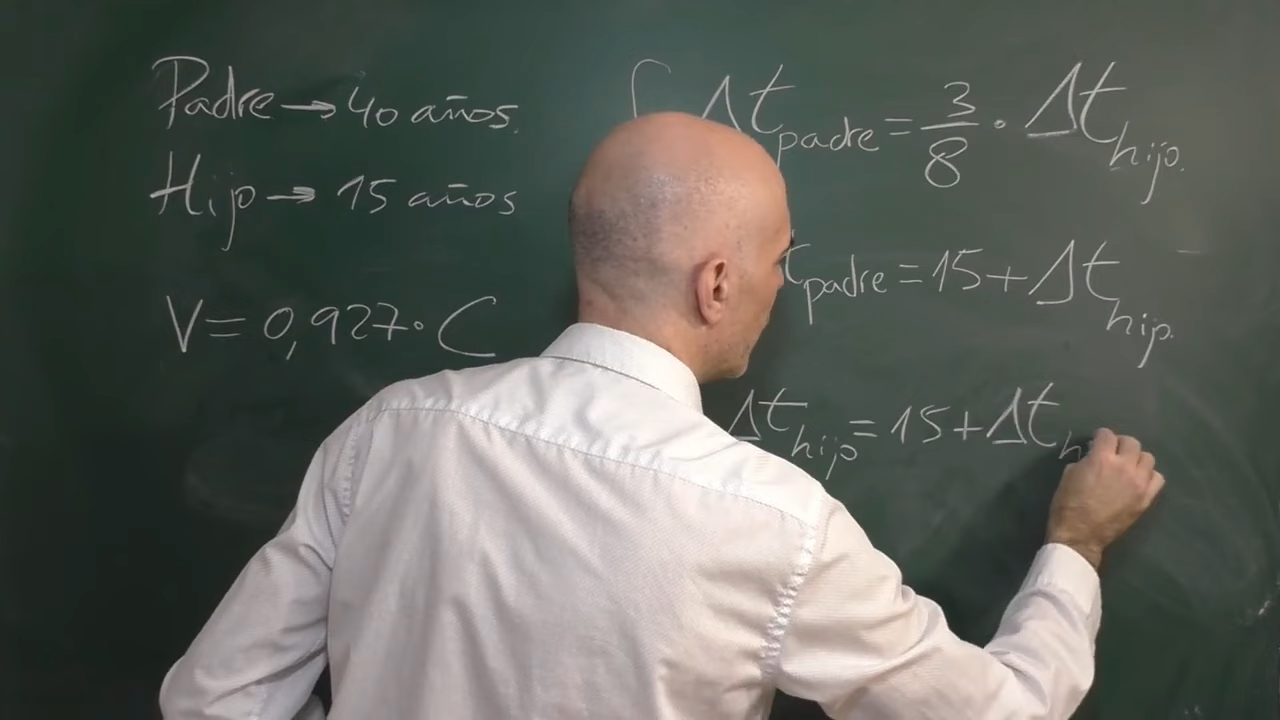 Padre → 40 años.
Hijo → 15 años
V = 0,927 · C
Δt padre = 3/8 · Δt hijo.
t padre = 15 + Δt hijo.
Δt hijo = 15 + Δt h